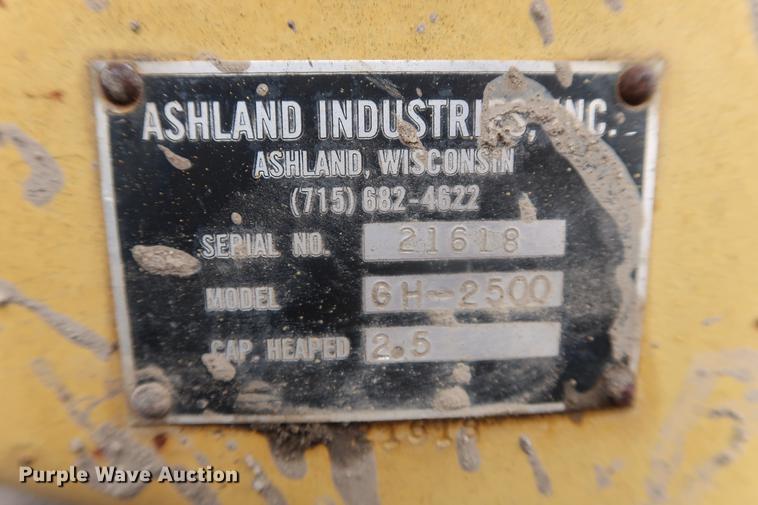 ASHLAND INDUSTRIES, INC.
ASHLAND, WISCONSIN
(715) 682-4622
SERIAL NO. 21618
MODEL GH-2500
CAP. HEAPED 2.5
Purple Wave Auction